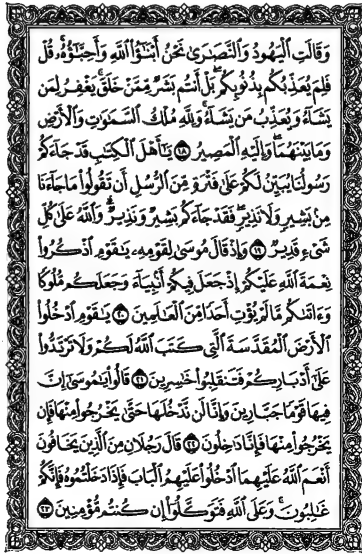 وَقَالَتِ ٱلْيَهُودُ وَٱلنَّصَٰرَىٰ نَحْنُ أَبْنَٰٓؤُا۟ ٱللَّهِ وَأَحِبَّٰٓؤُهُۥ ۚ قُلْ
فَلِمَ يُعَذِّبُكُم بِذُنُوبِكُم ۖ بَلْ أَنتُم بَشَرٌ مِّمَّنْ خَلَقَ ۚ يَغْفِرُ لِمَن
يَشَآءُ وَيُعَذِّبُ مَن يَشَآءُ ۚ وَلِلَّهِ مُلْكُ ٱلسَّمَٰوَٰتِ وَٱلْأَرْضِ
وَمَا بَيْنَهُمَا ۖ وَإِلَيْهِ ٱلْمَصِيرُ ١٨ يَٰٓأَهْلَ ٱلْكِتَٰبِ قَدْ جَآءَكُمْ
رَسُولُنَا يُبَيِّنُ لَكُمْ عَلَىٰ فَتْرَةٍ مِّنَ ٱلرُّسُلِ أَن تَقُولُوا۟ مَا جَآءَنَا
مِنۢ بَشِيرٍ وَلَا نَذِيرٍ ۖ فَقَدْ جَآءَكُم بَشِيرٌ وَنَذِيرٌ ۗ وَٱللَّهُ عَلَىٰ كُلِّ
شَىْءٍ قَدِيرٌ ١٩ وَإِذْ قَالَ مُوسَىٰ لِقَوْمِهِۦ يَٰقَوْمِ ٱذْكُرُوا۟
نِعْمَةَ ٱللَّهِ عَلَيْكُمْ إِذْ جَعَلَ فِيكُمْ أَنۢبِيَآءَ وَجَعَلَكُم مُّلُوكًا
وَءَاتَىٰكُم مَّا لَمْ يُؤْتِ أَحَدًا مِّنَ ٱلْعَٰلَمِينَ ٢٠ يَٰقَوْمِ ٱدْخُلُوا۟
ٱلْأَرْضَ ٱلْمُقَدَّسَةَ ٱلَّتِى كَتَبَ ٱللَّهُ لَكُمْ وَلَا تَرْتَدُّوا۟
عَلَىٰٓ أَدْبَارِكُمْ فَتَنقَلِبُوا۟ خَٰسِرِينَ ٢١ قَالُوا۟ يَٰمُوسَىٰٓ إِنَّ
فِيهَا قَوْمًا جَبَّارِينَ وَإِنَّا لَن نَّدْخُلَهَا حَتَّىٰ يَخْرُجُوا۟ مِنْهَا فَإِن
يَخْرُجُوا۟ مِنْهَا فَإِنَّا دَٰخِلُونَ ٢٢ قَالَ رَجُلَانِ مِنَ ٱلَّذِينَ يَخَافُونَ
أَنْعَمَ ٱللَّهُ عَلَيْهِمَا ٱدْخُلُوا۟ عَلَيْهِمُ ٱلْبَابَ فَإِذَا دَخَلْتُمُوهُ فَإِنَّكُمْ
غَٰلِبُونَ ۚ وَعَلَى ٱللَّهِ فَتَوَكَّلُوٓا۟ إِن كُنتُم مُّؤْمِنِينَ ٢٣